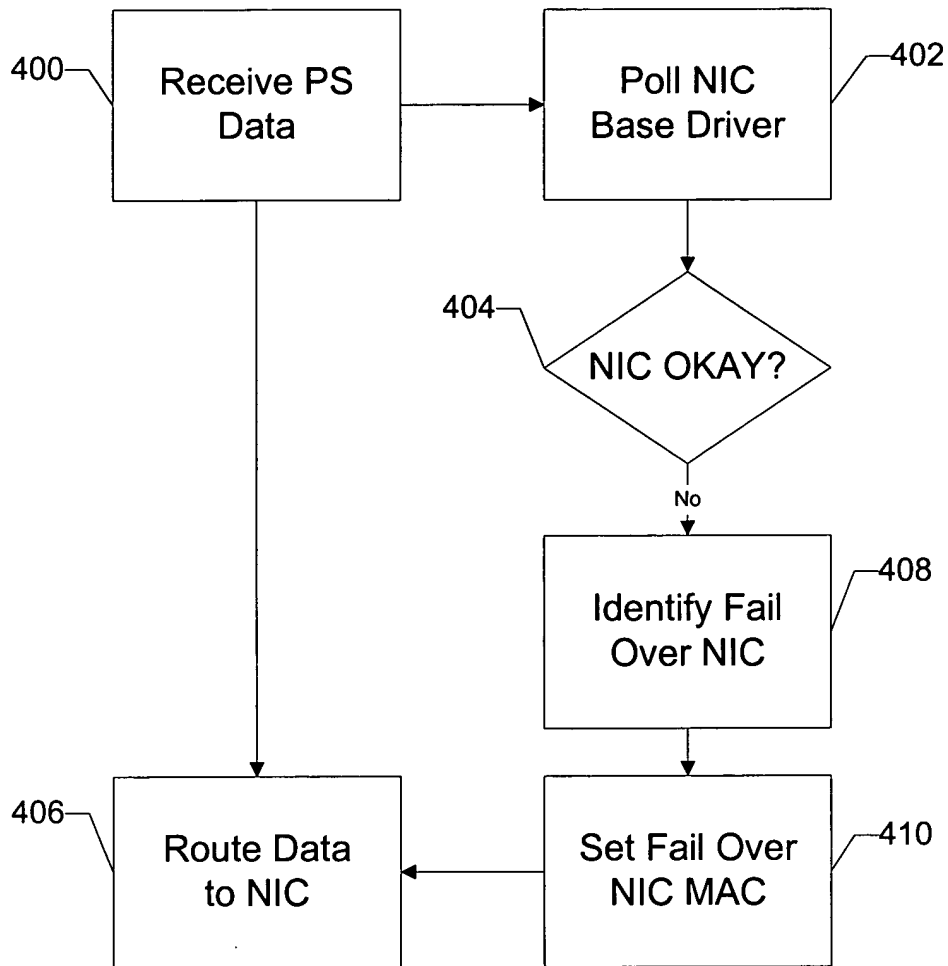 400
Receive PS
Data
Poll NIC
Base Driver
402
404
NIC OKAY?
No
Identify Fail
Over NIC
408
406
Route Data
to NIC
Set Fail Over
NIC MAC
410